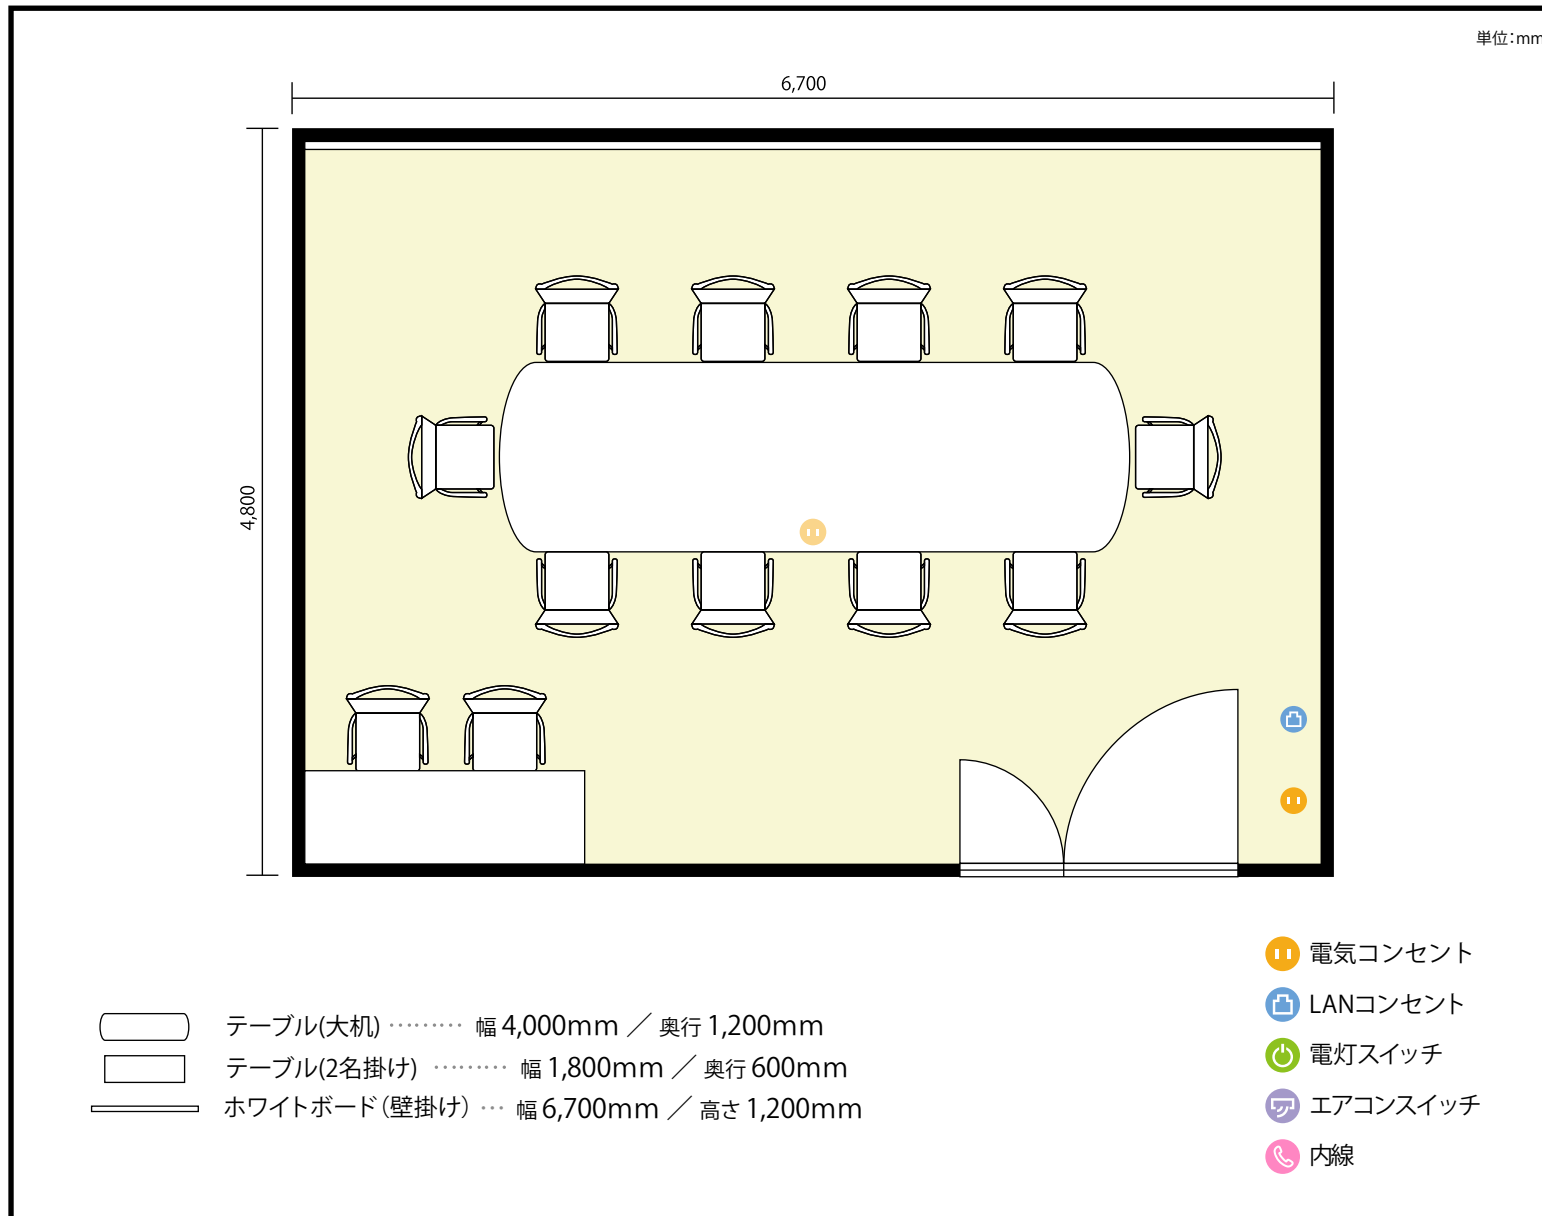 単位：mm
6,700
4,800
電気コンセント
LANコンセント
電灯スイッチ
エアコンスイッチ
内線
テーブル(大机) ……… 幅 4,000mm ／ 奥行 1,200mm
テーブル(2名掛け) ……… 幅 1,800mm ／ 奥行 600mm
ホワイトボード（壁掛け） … 幅 6,700mm ／ 高さ 1,200mm